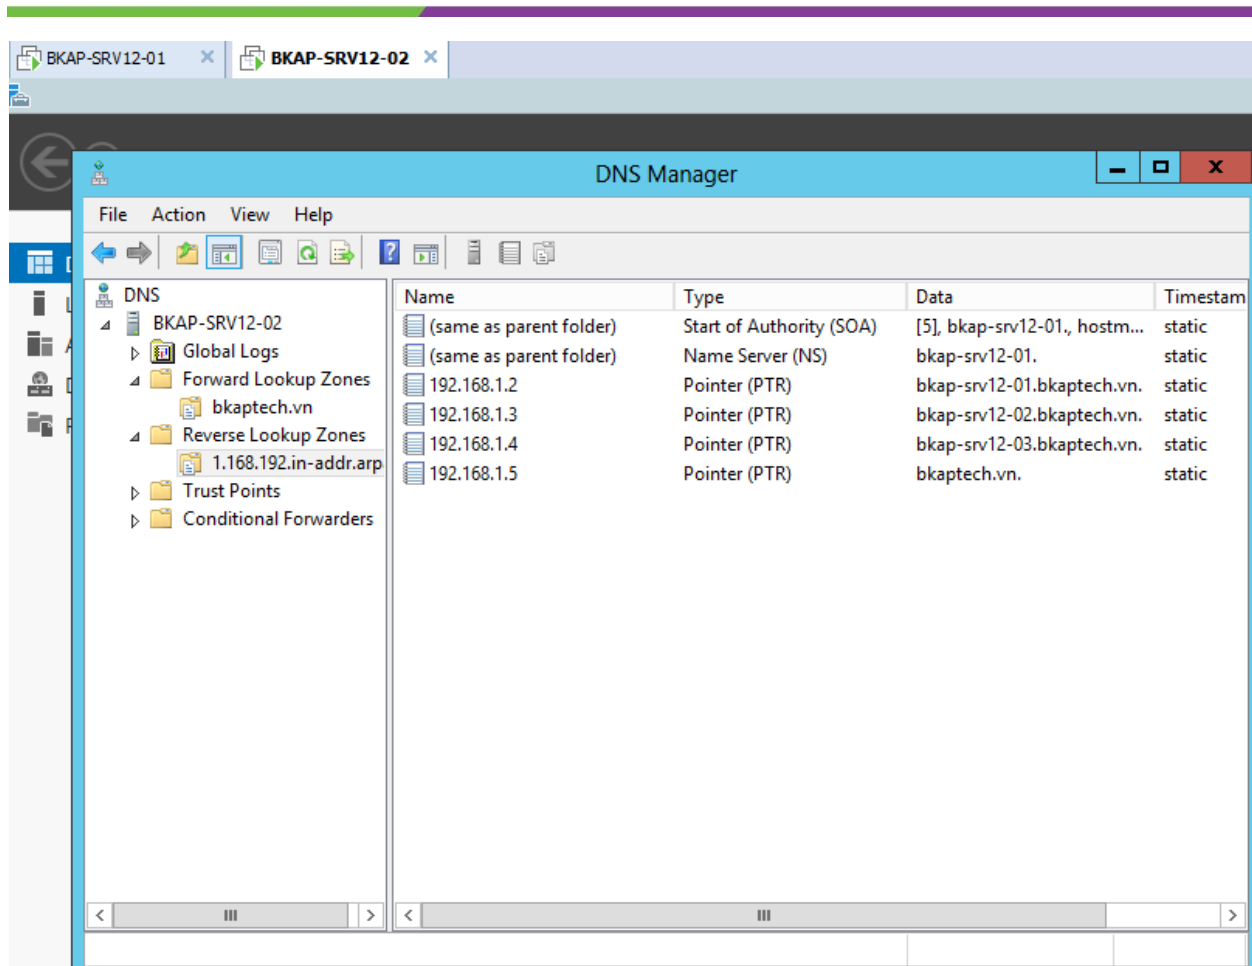 BKAP-SRV12-01 BKAP-SRV12-02
DNS Manager
File Action View Help
DNS
BKAP-SRV12-02
Global Logs
Forward Lookup Zones
bkaptech.vn
Reverse Lookup Zones
1.168.192.in-addr.arp
Trust Points
Conditional Forwarders
Name Type Data Timestam
(same as parent folder) Start of Authority (SOA) [5], bkap-srv12-01., hostm... static
(same as parent folder) Name Server (NS) bkap-srv12-01. static
192.168.1.2 Pointer (PTR) bkap-srv12-01.bkaptech.vn. static
192.168.1.3 Pointer (PTR) bkap-srv12-02.bkaptech.vn. static
192.168.1.4 Pointer (PTR) bkap-srv12-03.bkaptech.vn. static
192.168.1.5 Pointer (PTR) bkaptech.vn. static